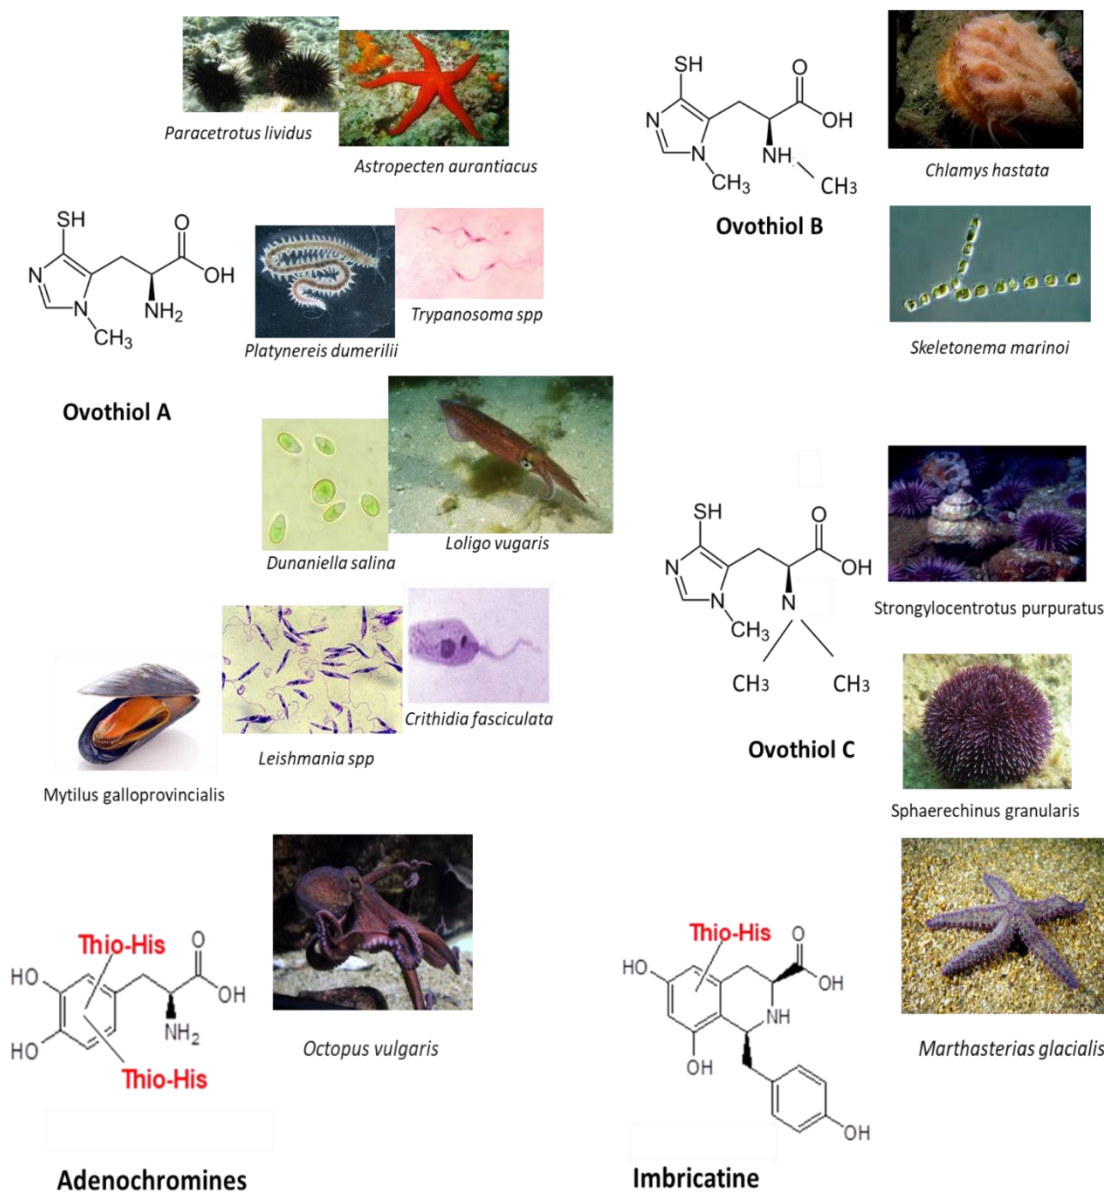 Paracetrotus lividus
Astropecten aurantiacus
SH
O
N
OH
N
NH2
CH3
Platynereis dumerilii
Trypanosoma spp
Ovothiol A
Dunaniella salina
Loligo vugaris
Mytilus galloprovincialis
Leishmania spp
Crithidia fasciculata
Thio-His
O
HO
OH
NH2
HO
Thio-His
Octopus vulgaris
Adenochromines
SH
O
N
OH
N
NH
CH3
CH3
Chlamys hastata
Ovothiol B
Skeletonema marinoi
SH
O
N
OH
N
N
CH3
CH3
CH3
Strongylocentrotus purpuratus
Ovothiol C
Sphaerechinus granularis
Thio-His
O
HO
OH
NH
OH
OH
Marthasterias glacialis
Imbricatine